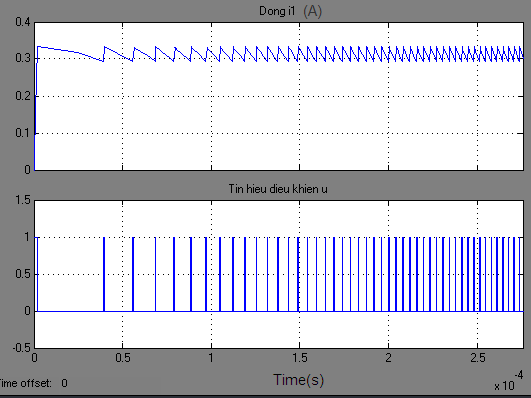 Dong i1 (A)
0.4
0.3
0.2
0.1
0
Tin hieu dieu khien u
1.5
1
0.5
0
-0.5
0 0.5 1 1.5 2 2.5
x 10^-4
Time(s)
Time offset: 0